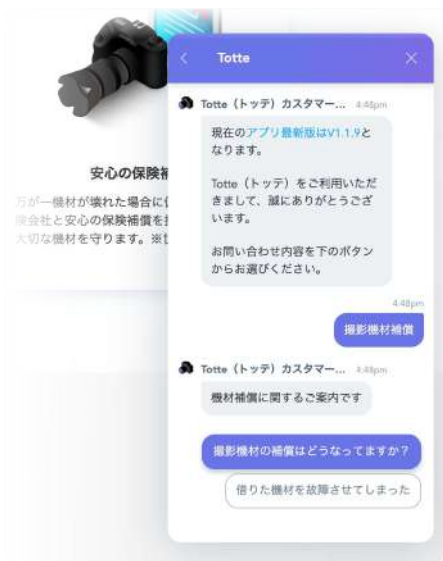 Totte
Totte（トッテ）カスタマー... 4:48pm
現在のアプリ最新版はV1.1.9と
なります。
Totte（トッテ）をご利用いただ
きまして、誠にありがとうござ
います。
お問い合わせ内容を下のボタン
からお選びください。
4:48pm
撮影機材補償
Totte（トッテ）カスタマー... 4:48pm
機材補償に関するご案内です
撮影機材の補償はどうなってますか？
借りた機材を故障させてしまった
安心の保険
万が一機材が壊れた場合に
険会社と安心の保険補償を
大切な機材を守ります。※